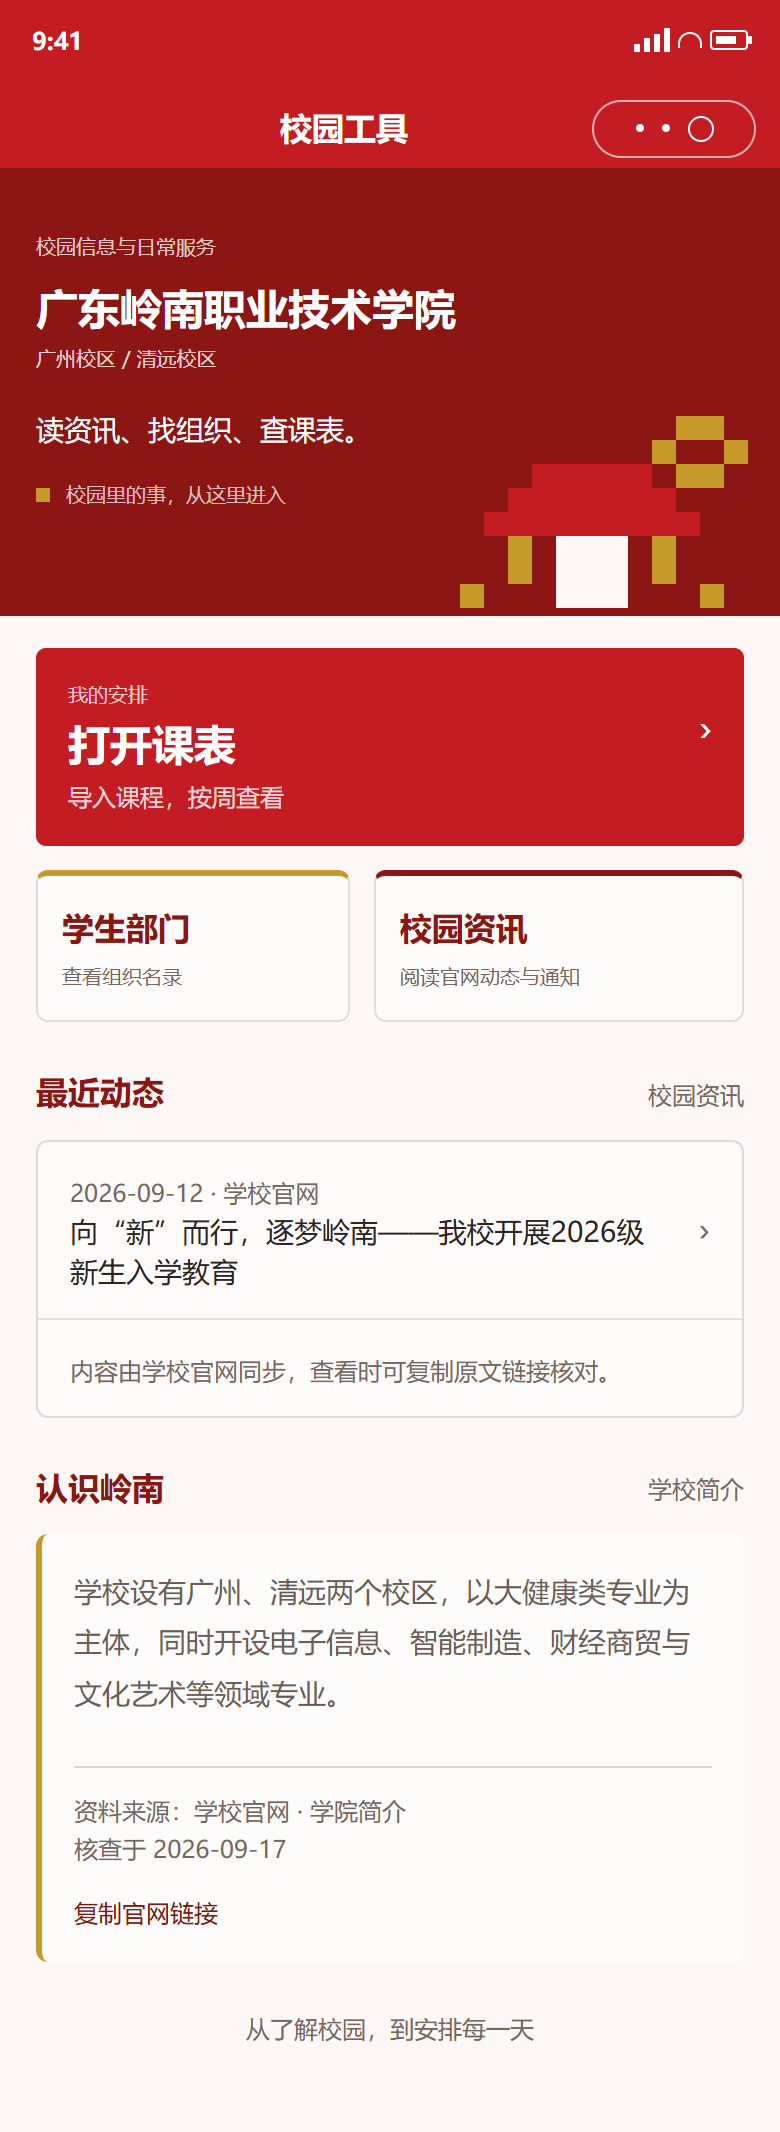 9:41
校园工具
校园信息与日常服务
广东岭南职业技术学院
广州校区 / 清远校区
读资讯、找组织、查课表。
校园里的事，从这里进入
我的安排
打开课表
导入课程，按周查看
学生部门
查看组织名录
校园资讯
阅读官网动态与通知
最近动态
校园资讯
2026-09-12 · 学校官网
向“新”而行，逐梦岭南——我校开展2026级
新生入学教育
内容由学校官网同步，查看时可复制原文链接核对。
认识岭南
学校简介
学校设有广州、清远两个校区，以大健康类专业为
主体，同时开设电子信息、智能制造、财经商贸与
文化艺术等领域专业。
资料来源：学校官网 · 学院简介
核查于 2026-09-17
复制官网链接
从了解校园，到安排每一天